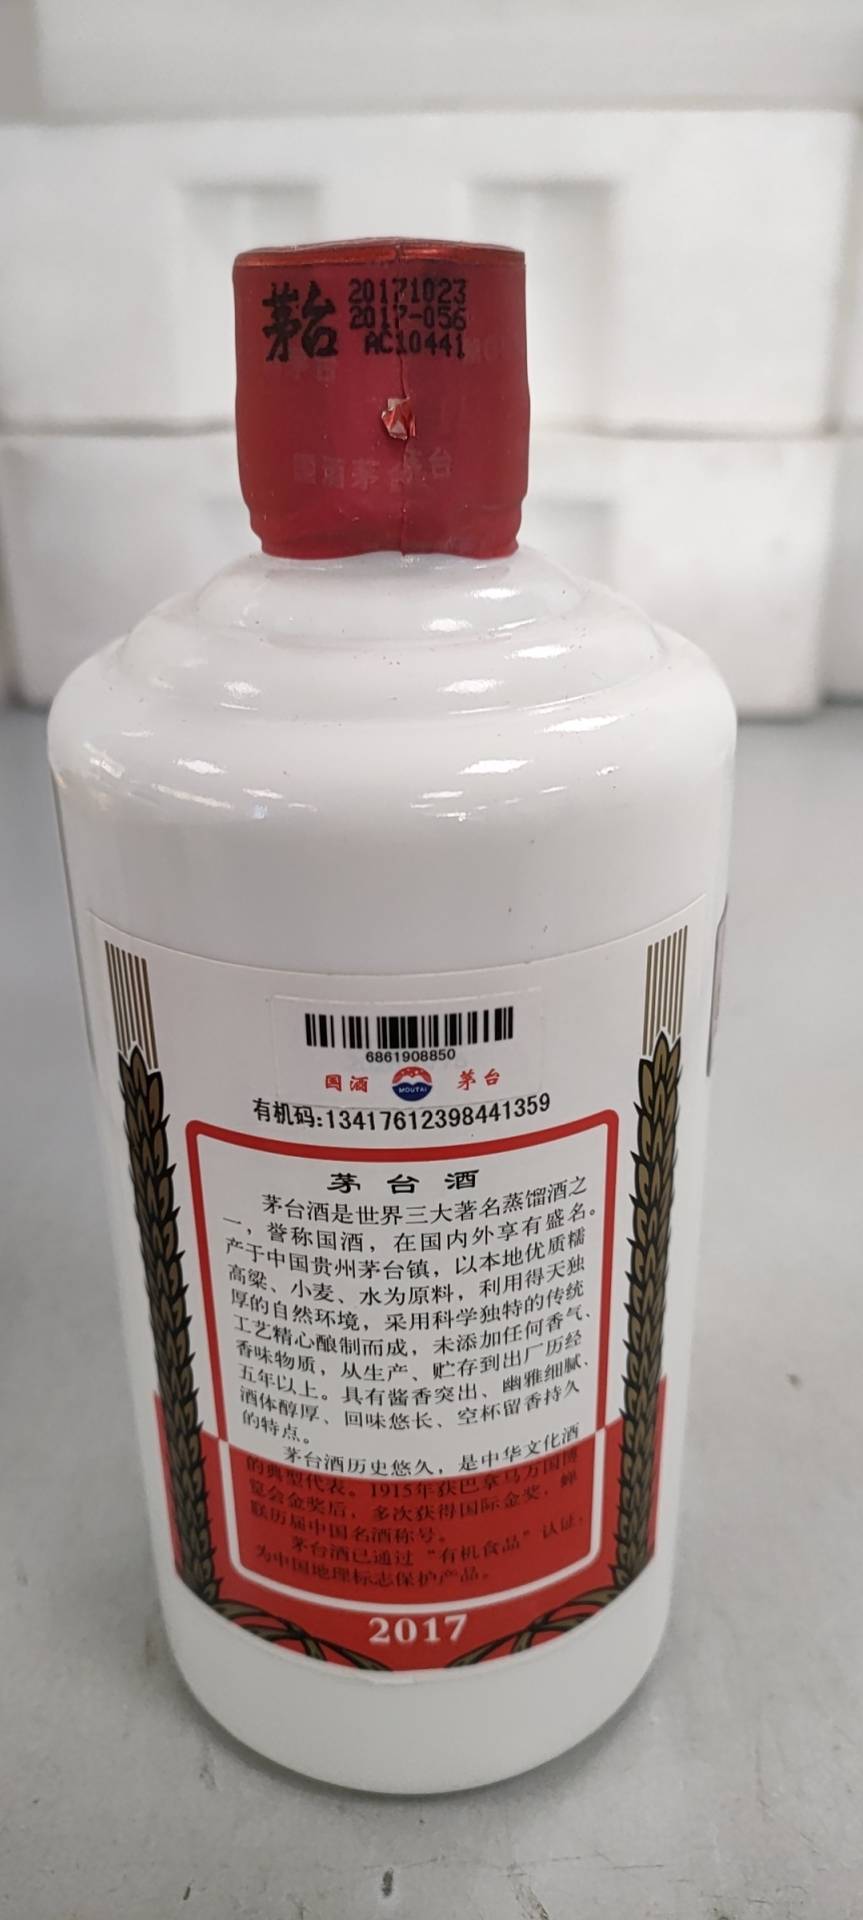 茅台
20171023
2017-056
AC10441
国酒茅台
6861908850
国酒 MOUTAI 茅台
有机码:13417612398441359
茅台酒
茅台酒是世界三大著名蒸馏酒之
一，誉称国酒，在国内外享有盛名。
产于中国贵州茅台镇，以本地优质糯
高粱、小麦、水为原料，利用得天独
厚的自然环境，采用科学独特的传统
工艺精心酿制而成，未添加任何香气、
香味物质，从生产、贮存到出厂历经
五年以上。具有酱香突出、幽雅细腻、
酒体醇厚、回味悠长、空杯留香持久
的特点。
茅台酒历史悠久，是中华文化酒
的典型代表。1915年获巴拿马万国博
览会金奖后，多次获得国际金奖，蝉
联历届中国名酒称号。
茅台酒已通过“有机食品”认证，
为中国地理标志保护产品。
2017